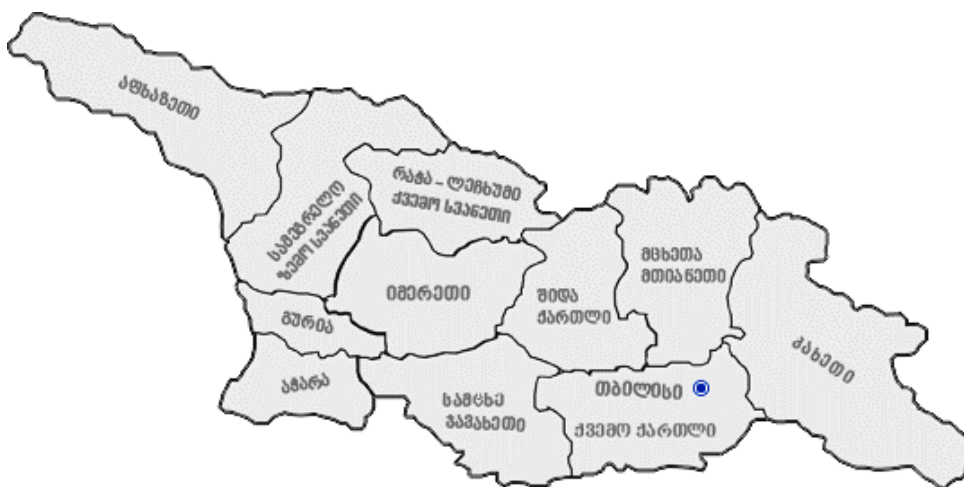 აფხაზეთი
სამეგრელო
ზემო სვანეთი
რაჭა - ლეჩხუმი
ქვემო სვანეთი
მცხეთა
მთიანეთი
იმერეთი
შიდა
ქართლი
გურია
კახეთი
აჭარა
სამცხე
ჯავახეთი
თბილისი
ქვემო ქართლი